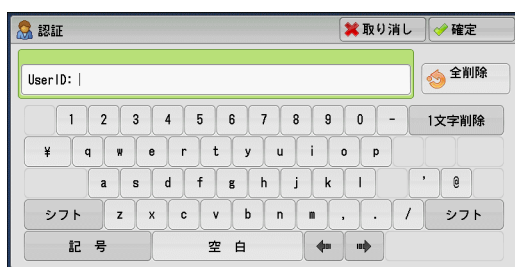 認証 取り消し 確定
UserID: 全削除
1 2 3 4 5 6 7 8 9 0 - 1文字削除
¥ q w e r t y u i o p
a s d f g h j k l ' @
シフト z x c v b n m , . / シフト
記 号 空 白